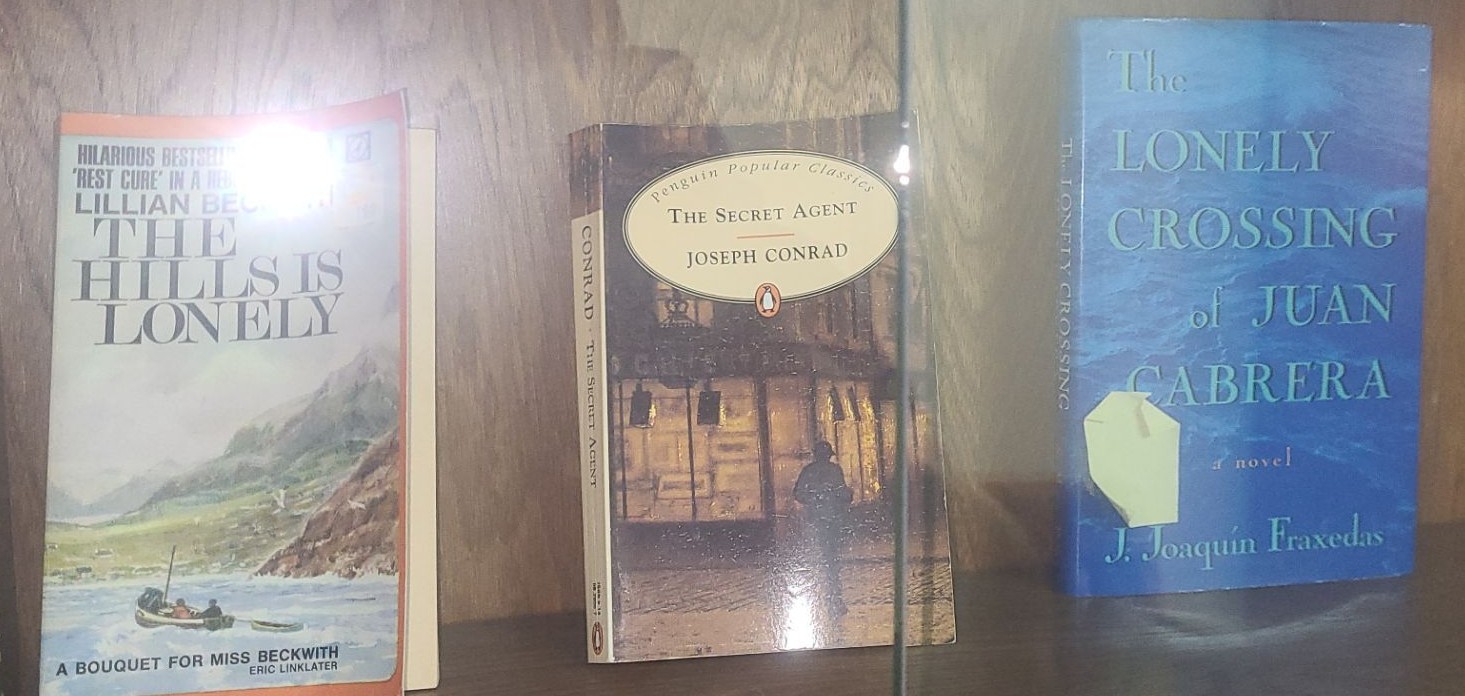 HILARIOUS
'REST CURE' IN A
LILLIAN
THE
HILLS IS
LONELY
A BOUQUET FOR MISS BECKWITH
ERIC LINKLATER
CONRAD · THE SECRET AGENT
Penguin Popular Classics
THE SECRET AGENT
JOSEPH CONRAD
The LONELY CROSSING
The
LONELY
CROSSING
of JUAN
CABRERA
a novel
J. Joaquín Fraxedas